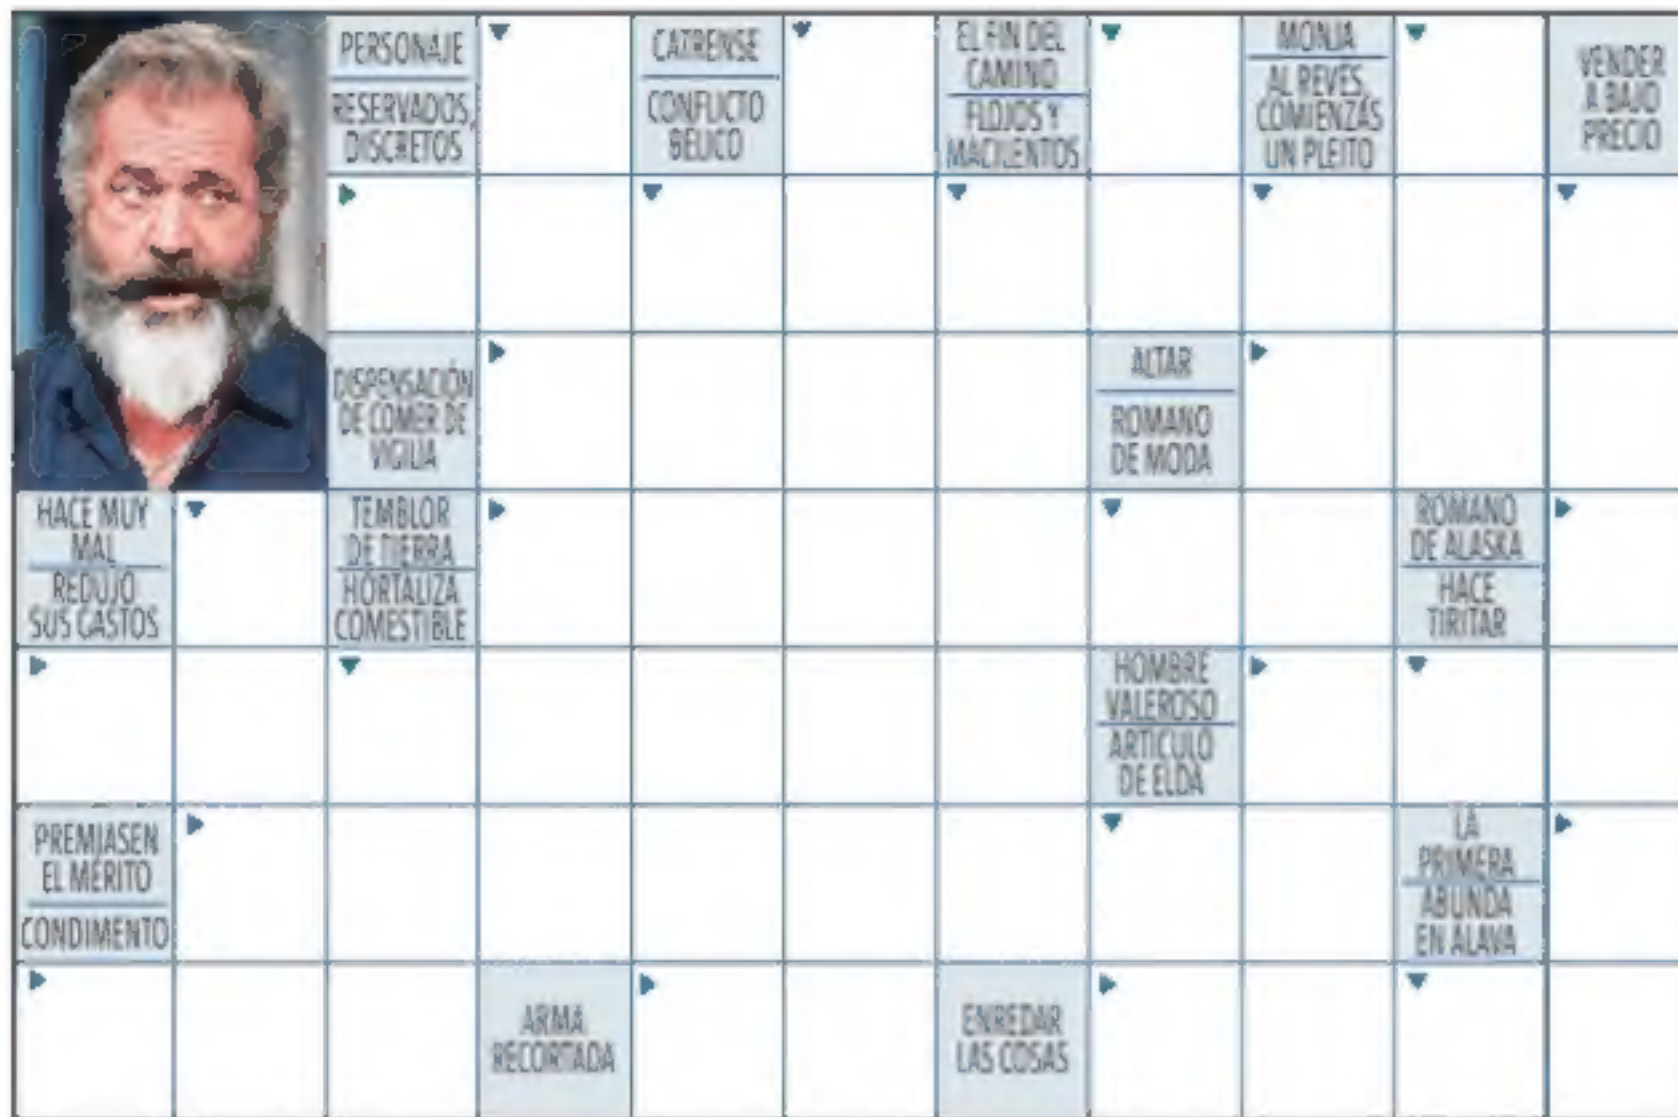 PERSONAJE
RESERVADOS,
DISCRETOS
CATRENSE
CONFLICTO
BÉLICO
EL FIN DEL
CAMINO
FLOJOS Y
MACILENTOS
MONJA
AL REVÉS,
COMIENZAS
UN PLEITO
VENDER
A BAJO
PRECIO
DISPENSACIÓN
DE COMER DE
VIGILIA
ALTAR
ROMANO
DE MODA
HACE MUY
MAL
REDUJO
SUS GASTOS
TEMBLOR
DE TIERRA
HORTALIZA
COMESTIBLE
ROMANO
DE ALASKA
HACE
TIRITAR
HOMBRE
VALEROSO
ARTÍCULO
DE ELDA
PREMIASEN
EL MÉRITO
CONDIMENTO
LA
PRIMERA
ABUNDA
EN ÁLAVA
ARMA
RECORTADA
ENREDAR
LAS COSAS